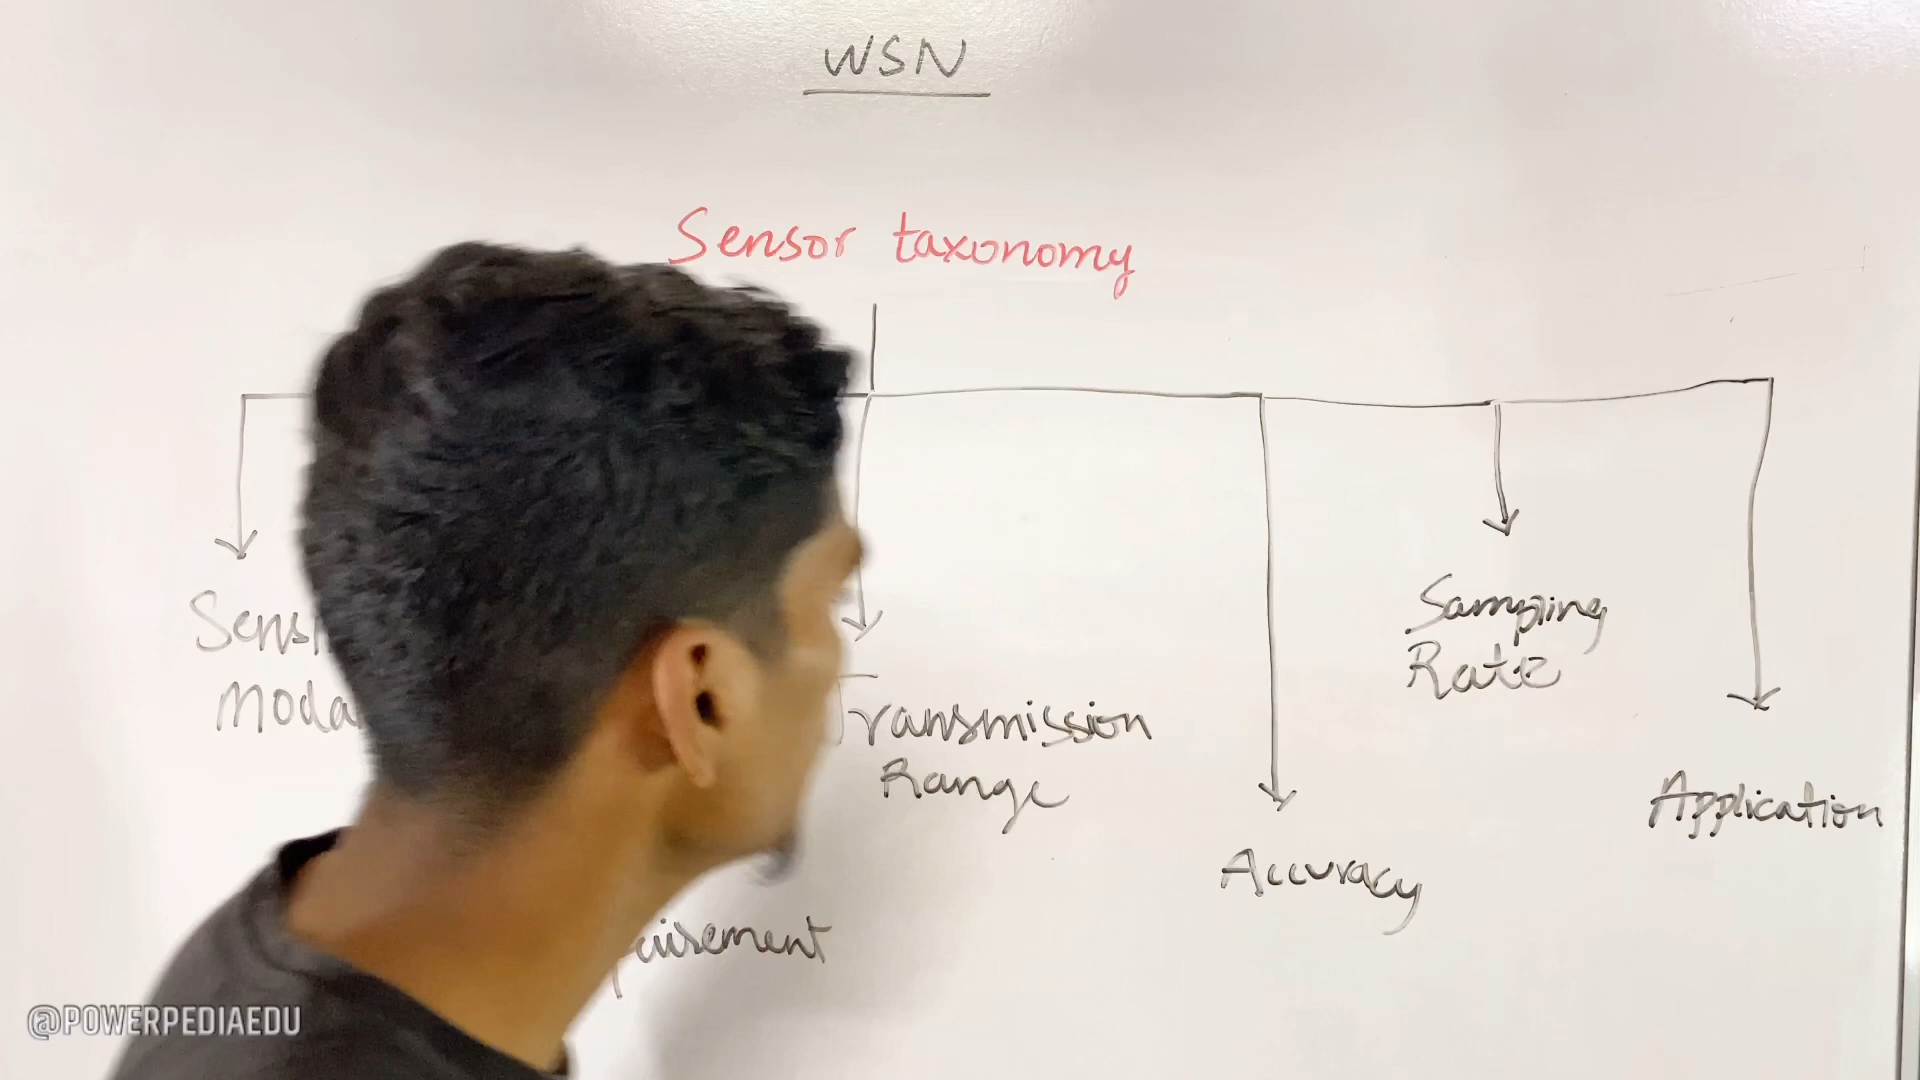 WSN
Sensor taxonomy
Transmission
Range
Accuracy
Sampling
Rate
Application
@POWERPEDIAEDU